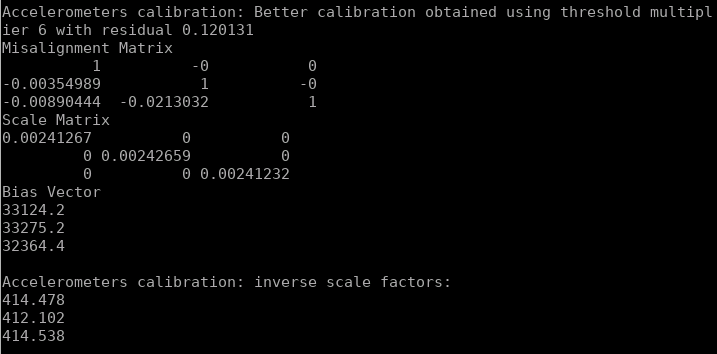 Accelerometers calibration: Better calibration obtained using threshold multipl
ier 6 with residual 0.120131
Misalignment Matrix
          1          -0           0
-0.00354989           1          -0
-0.00890444  -0.0213032           1
Scale Matrix
0.00241267          0          0
         0 0.00242659          0
         0          0 0.00241232
Bias Vector
33124.2
33275.2
32364.4

Accelerometers calibration: inverse scale factors:
414.478
412.102
414.538